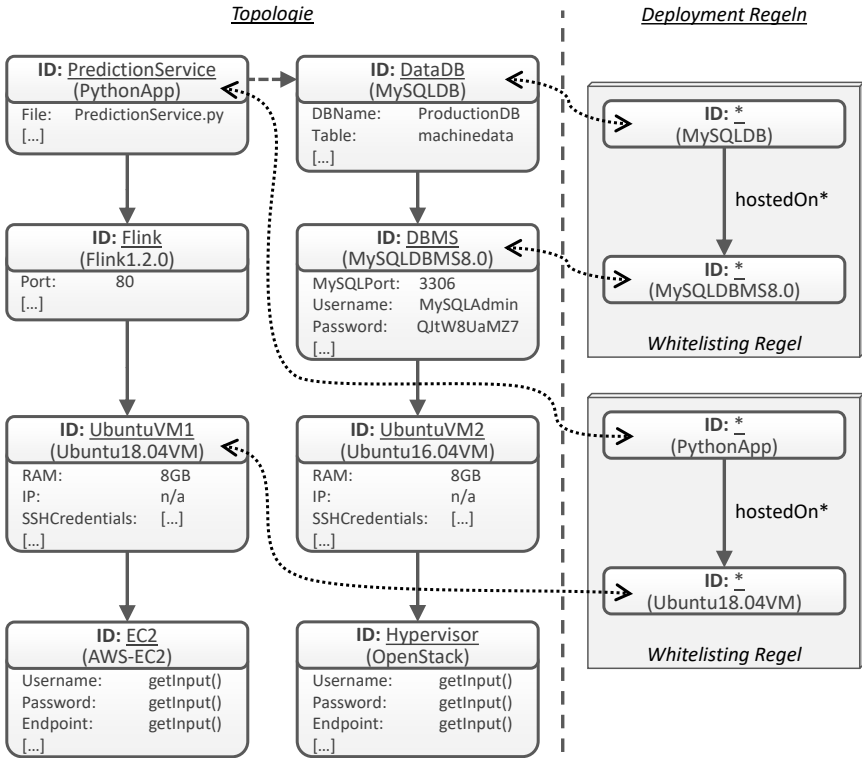 Topologie
Deployment Regeln
ID: PredictionService
(PythonApp)
File: PredictionService.py
[...]
ID: DataDB
(MySQLDB)
DBName: ProductionDB
Table: machinedata
[...]
ID: Flink
(Flink1.2.0)
Port: 80
[...]
ID: DBMS
(MySQLDBMS8.0)
MySQLPort: 3306
Username: MySQLAdmin
Password: QJtW8UaMZ7
[...]
ID: UbuntuVM1
(Ubuntu18.04VM)
RAM: 8GB
IP: n/a
SSHCredentials: [...]
[...]
ID: UbuntuVM2
(Ubuntu16.04VM)
RAM: 8GB
IP: n/a
SSHCredentials: [...]
[...]
ID: EC2
(AWS-EC2)
Username: getInput()
Password: getInput()
Endpoint: getInput()
[...]
ID: Hypervisor
(OpenStack)
Username: getInput()
Password: getInput()
Endpoint: getInput()
[...]
ID: *
(MySQLDB)
hostedOn*
ID: *
(MySQLDBMS8.0)
Whitelisting Regel
ID: *
(PythonApp)
hostedOn*
ID: *
(Ubuntu18.04VM)
Whitelisting Regel